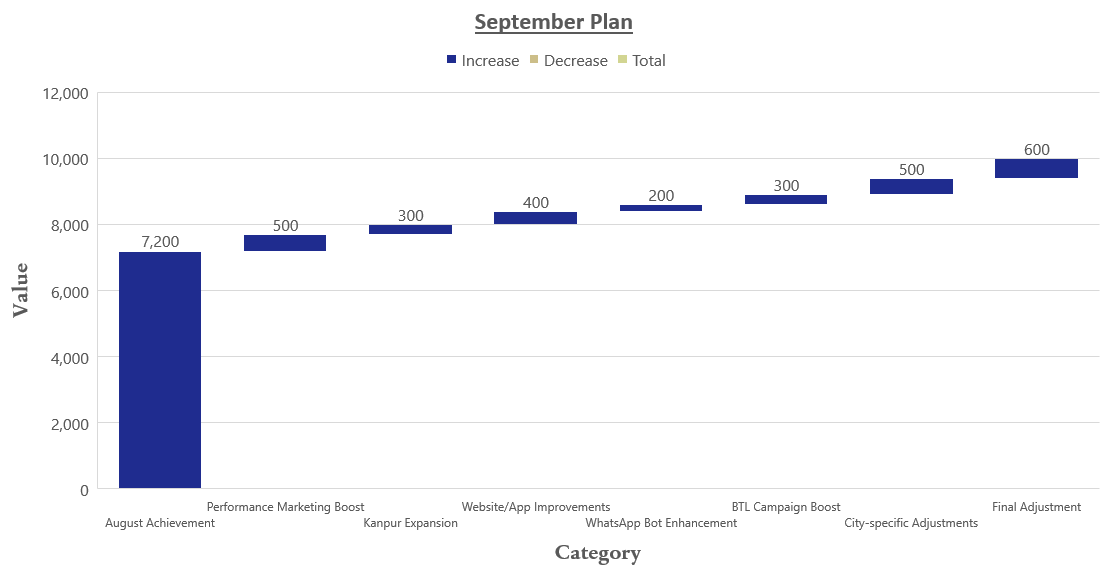 September Plan
Increase Decrease Total
12,000
10,000
8,000
6,000
4,000
2,000
0
Value
7,200
500
300
400
200
300
500
600
Performance Marketing Boost Website/App Improvements BTL Campaign Boost Final Adjustment
August Achievement Kanpur Expansion WhatsApp Bot Enhancement City-specific Adjustments
Category